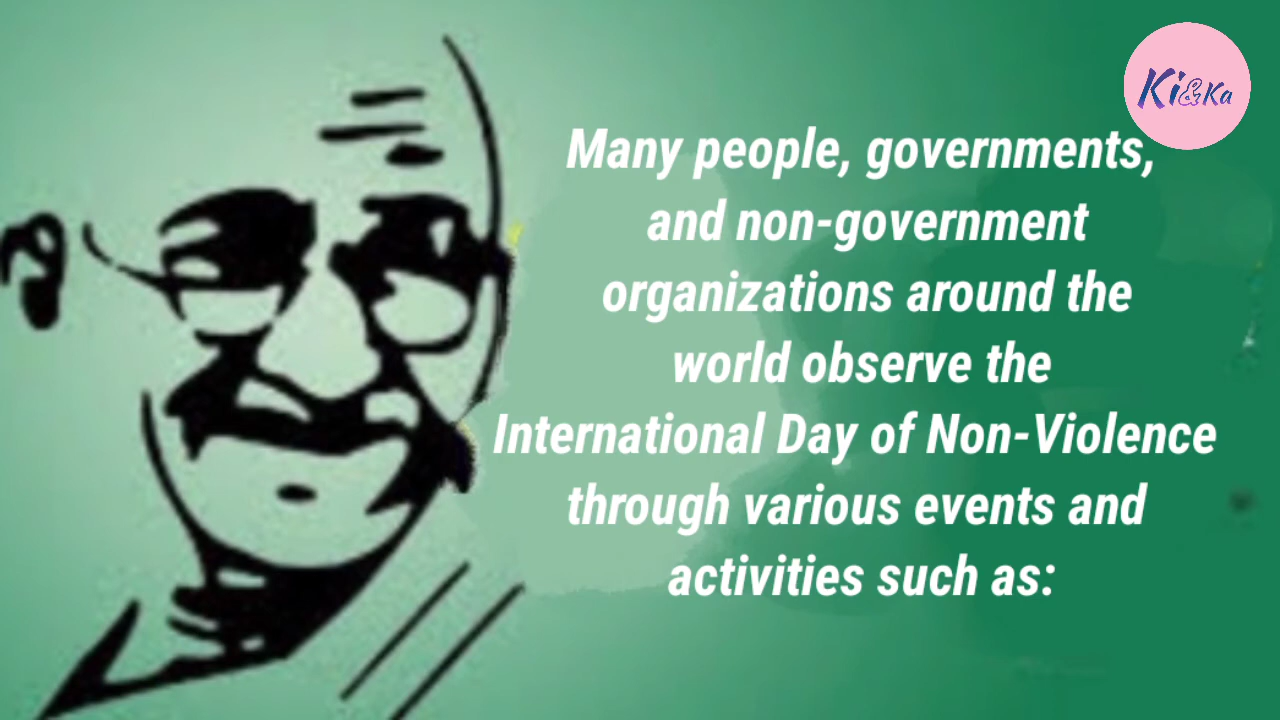 Ki&Ka
Many people, governments,
and non-government
organizations around the
world observe the
International Day of Non-Violence
through various events and
activities such as: